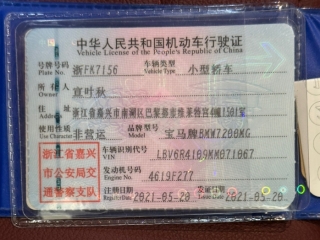 中华人民共和国机动车行驶证
Vehicle License of the People's Republic of China
号牌号码 浙FK7156 车辆类型 小型轿车
Plate No. Vehicle Type
所有人 宣叶秋
Owner
住址 浙江省嘉兴市南湖区巴黎都市维莱特宫4幢1501室
Address
使用性质 非营运 品牌型号 宝马牌BMW7200MG
Use Character Model
浙江省嘉兴
市公安局交
通警察支队
车辆识别代号
VIN
发动机号码
Engine No.
注册日期 2021-05-20 发证日期 2021-05-20
Register Date Issue Date